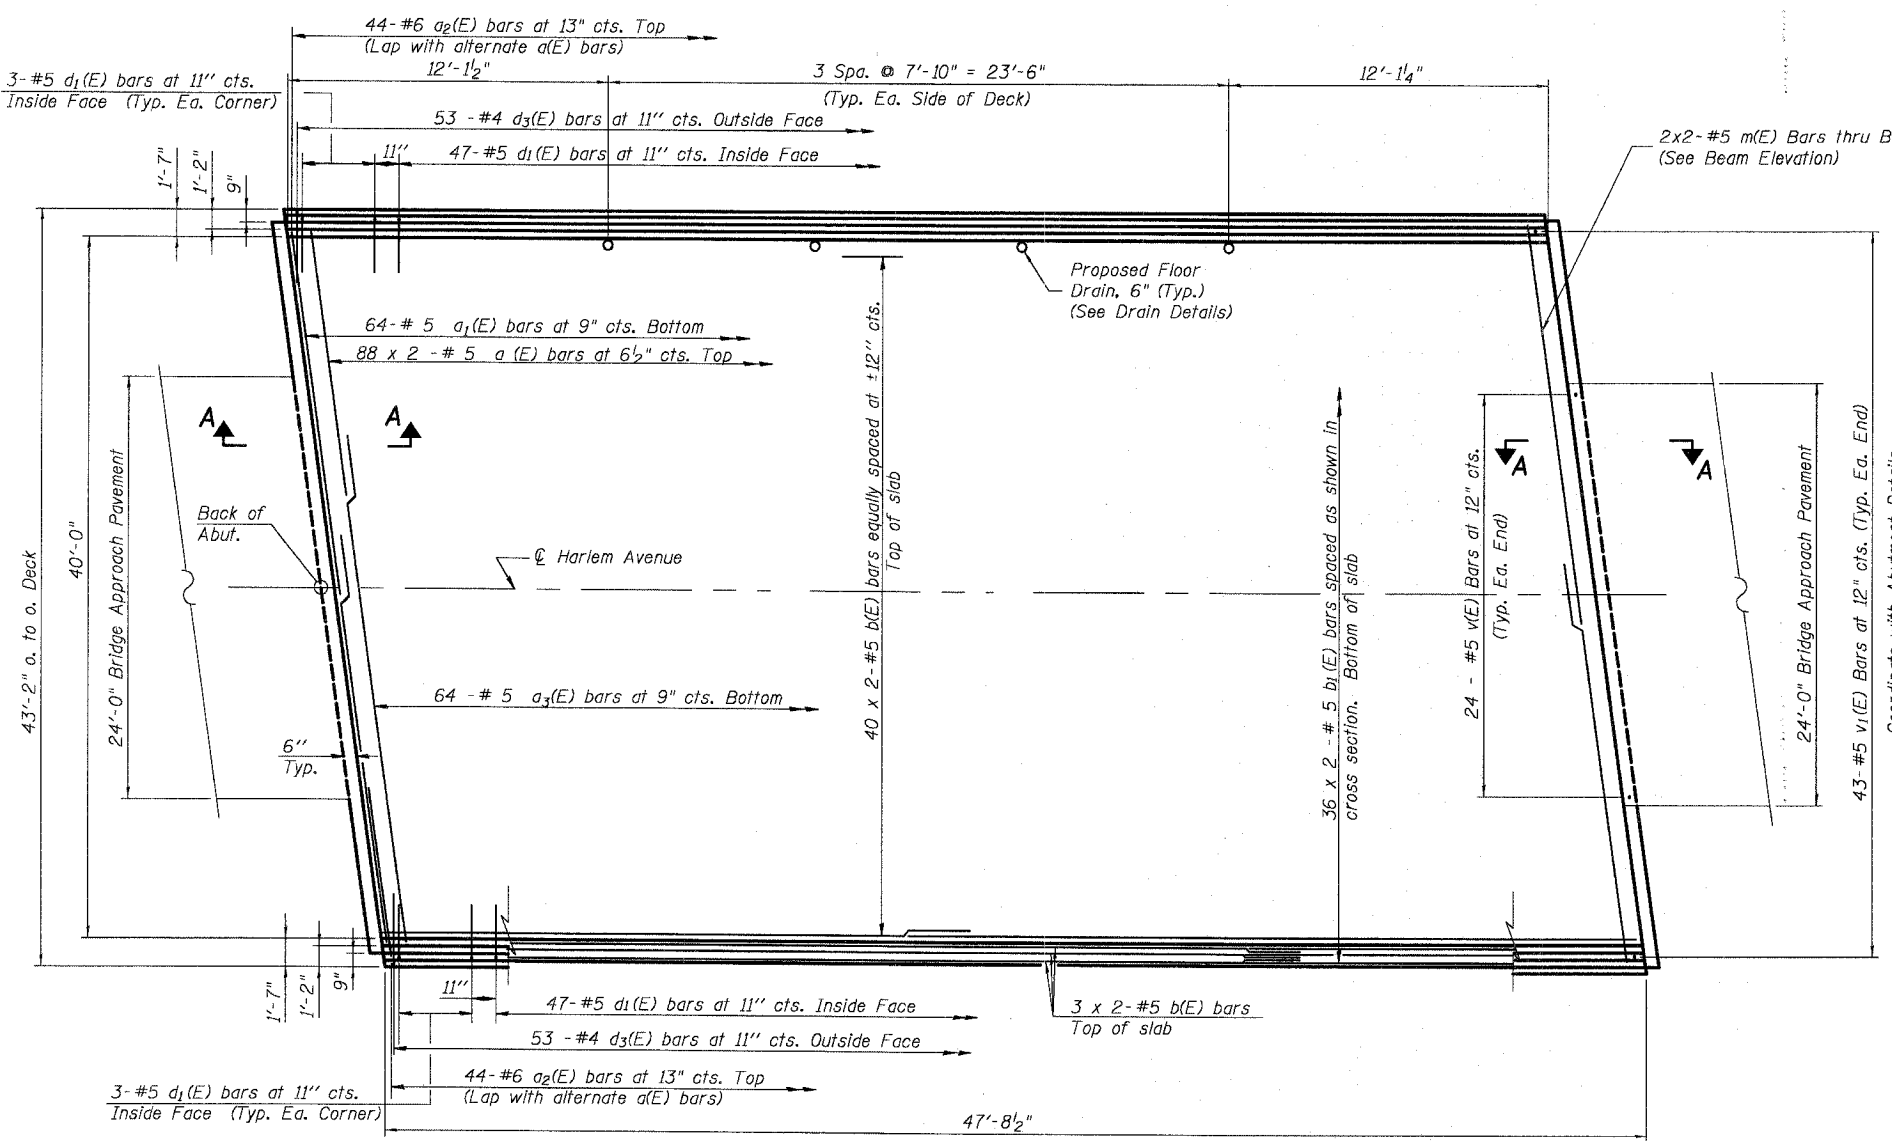 44-#6 a2(E) bars at 13" cts. Top
(Lap with alternate a(E) bars)
12'-1½"
3 Spa. @ 7'-10" = 23'-6"
(Typ. Ea. Side of Deck)
12'-1¼"
3-#5 d1(E) bars at 11" cts.
Inside Face (Typ. Ea. Corner)
53 -#4 d3(E) bars at 11" cts. Outside Face
11"
47-#5 d1(E) bars at 11" cts. Inside Face
2x2-#5 m(E) Bars thru B
(See Beam Elevation)
1'-7"
1'-2"
9"
Proposed Floor
Drain, 6" (Typ.)
(See Drain Details)
64-# 5 a1(E) bars at 9" cts. Bottom
88 x 2 -# 5 a (E) bars at 6½" cts. Top
A
A
A
A
43'-2" o. to o. Deck
40'-0"
24'-0" Bridge Approach Pavement
Back of
Abut.
℄ Harlem Avenue
40 x 2-#5 b(E) bars equally spaced at ±12" cts.
Top of slab
36 x 2 -# 5 b1(E) bars spaced as shown in
cross section. Bottom of slab
24 - #5 v(E) Bars at 12" cts.
(Typ. Ea. End)
24'-0" Bridge Approach Pavement
43-#5 v1(E) Bars at 12" cts. (Typ. Ea. End)
64 -# 5 a3(E) bars at 9" cts. Bottom
6"
Typ.
1'-7"
1'-2"
9"
11"
47-#5 d1(E) bars at 11" cts. Inside Face
3 x 2-#5 b(E) bars
Top of slab
53 -#4 d3(E) bars at 11" cts. Outside Face
44-#6 a2(E) bars at 13" cts. Top
(Lap with alternate a(E) bars)
3-#5 d1(E) bars at 11" cts.
Inside Face (Typ. Ea. Corner)
47'-8½"